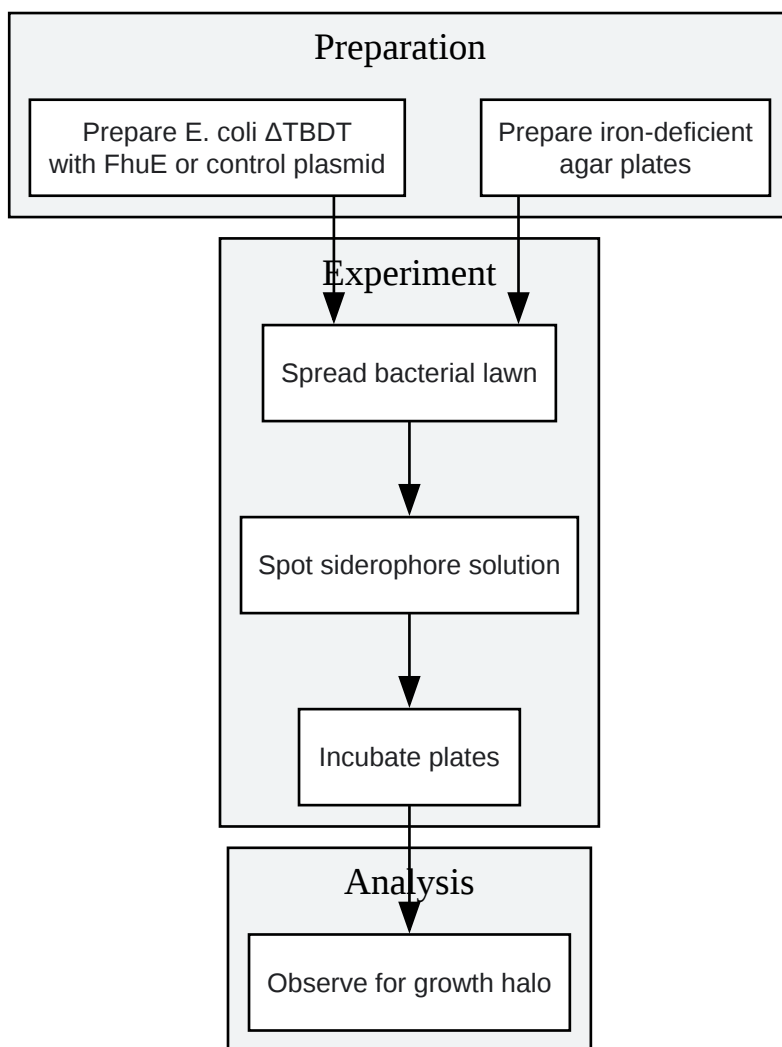 Preparation
Prepare E. coli ΔTBDT
with FhuE or control plasmid
Prepare iron-deficient
agar plates
Experiment
Spread bacterial lawn
Spot siderophore solution
Incubate plates
Analysis
Observe for growth halo